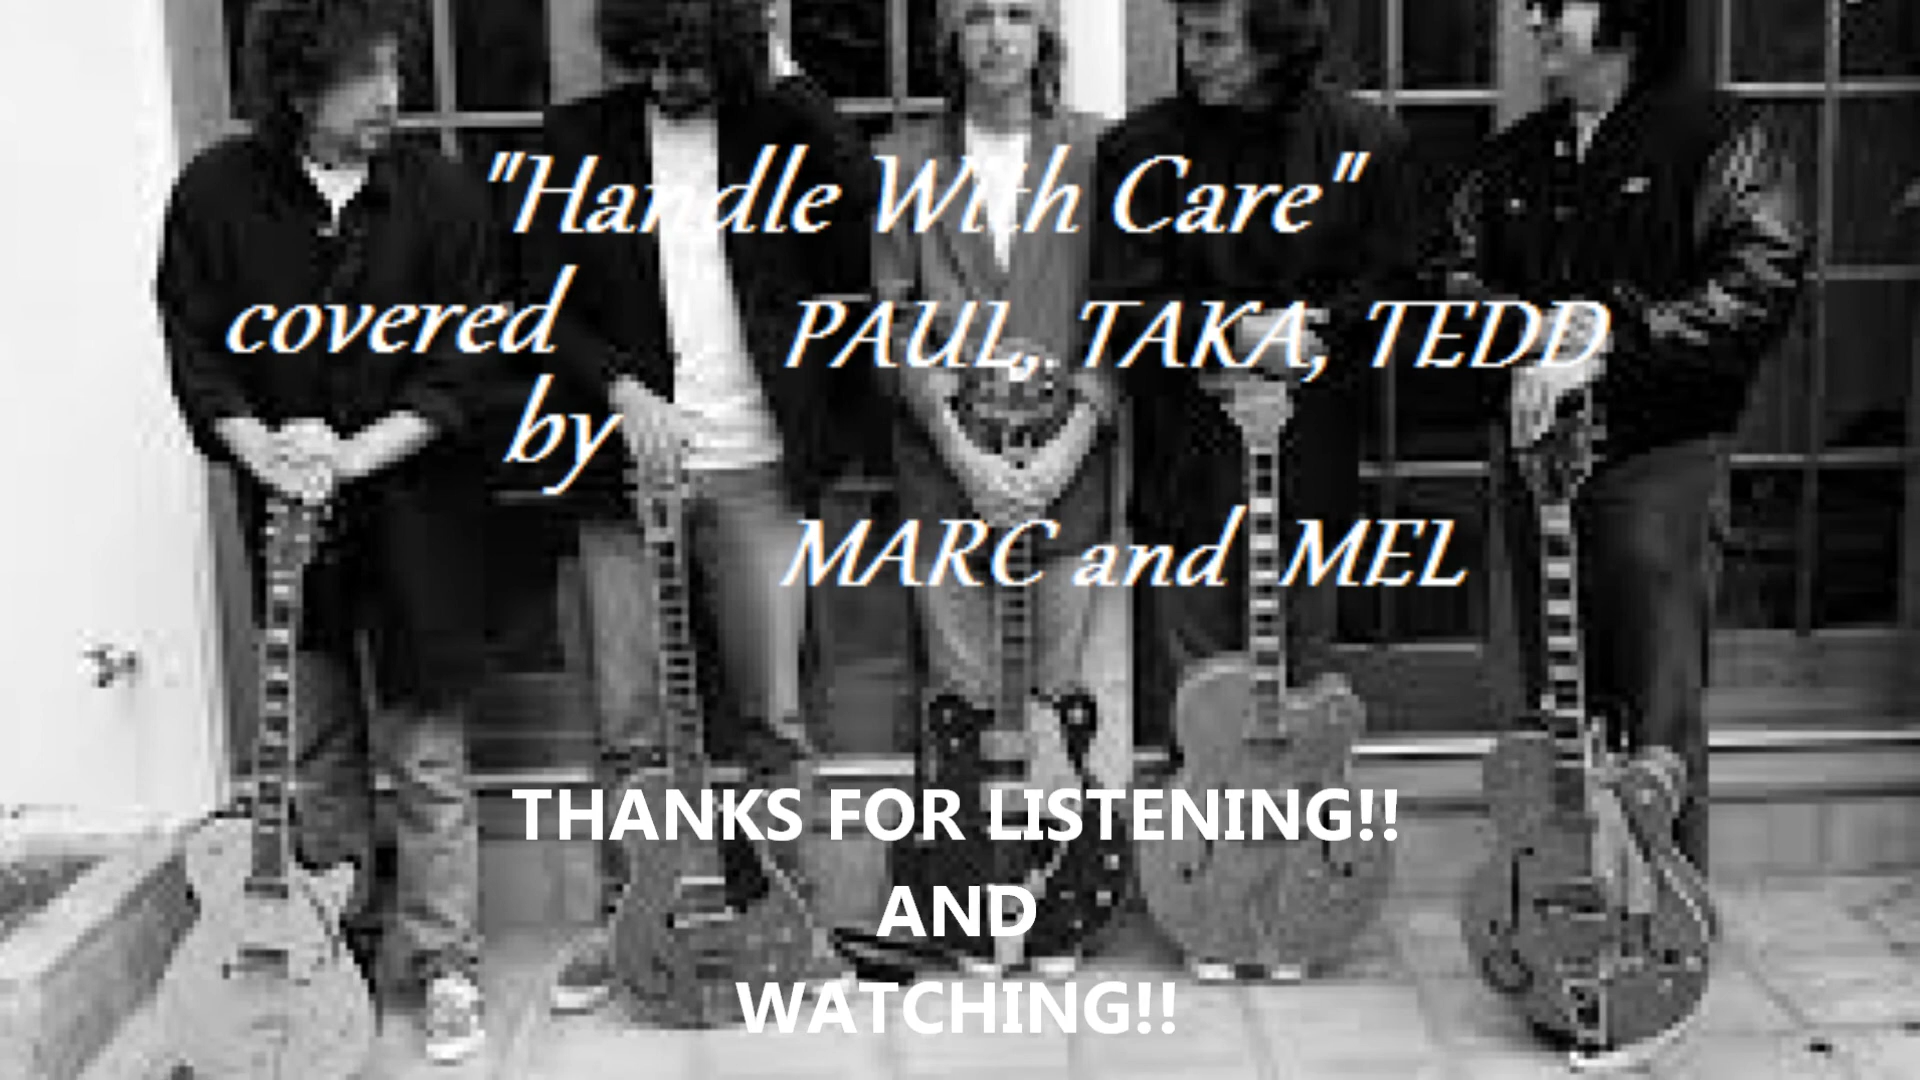 "Handle With Care"
covered
by
PAUL, TAKA, TEDD
MARC and MEL
THANKS FOR LISTENING!!
AND
WATCHING!!